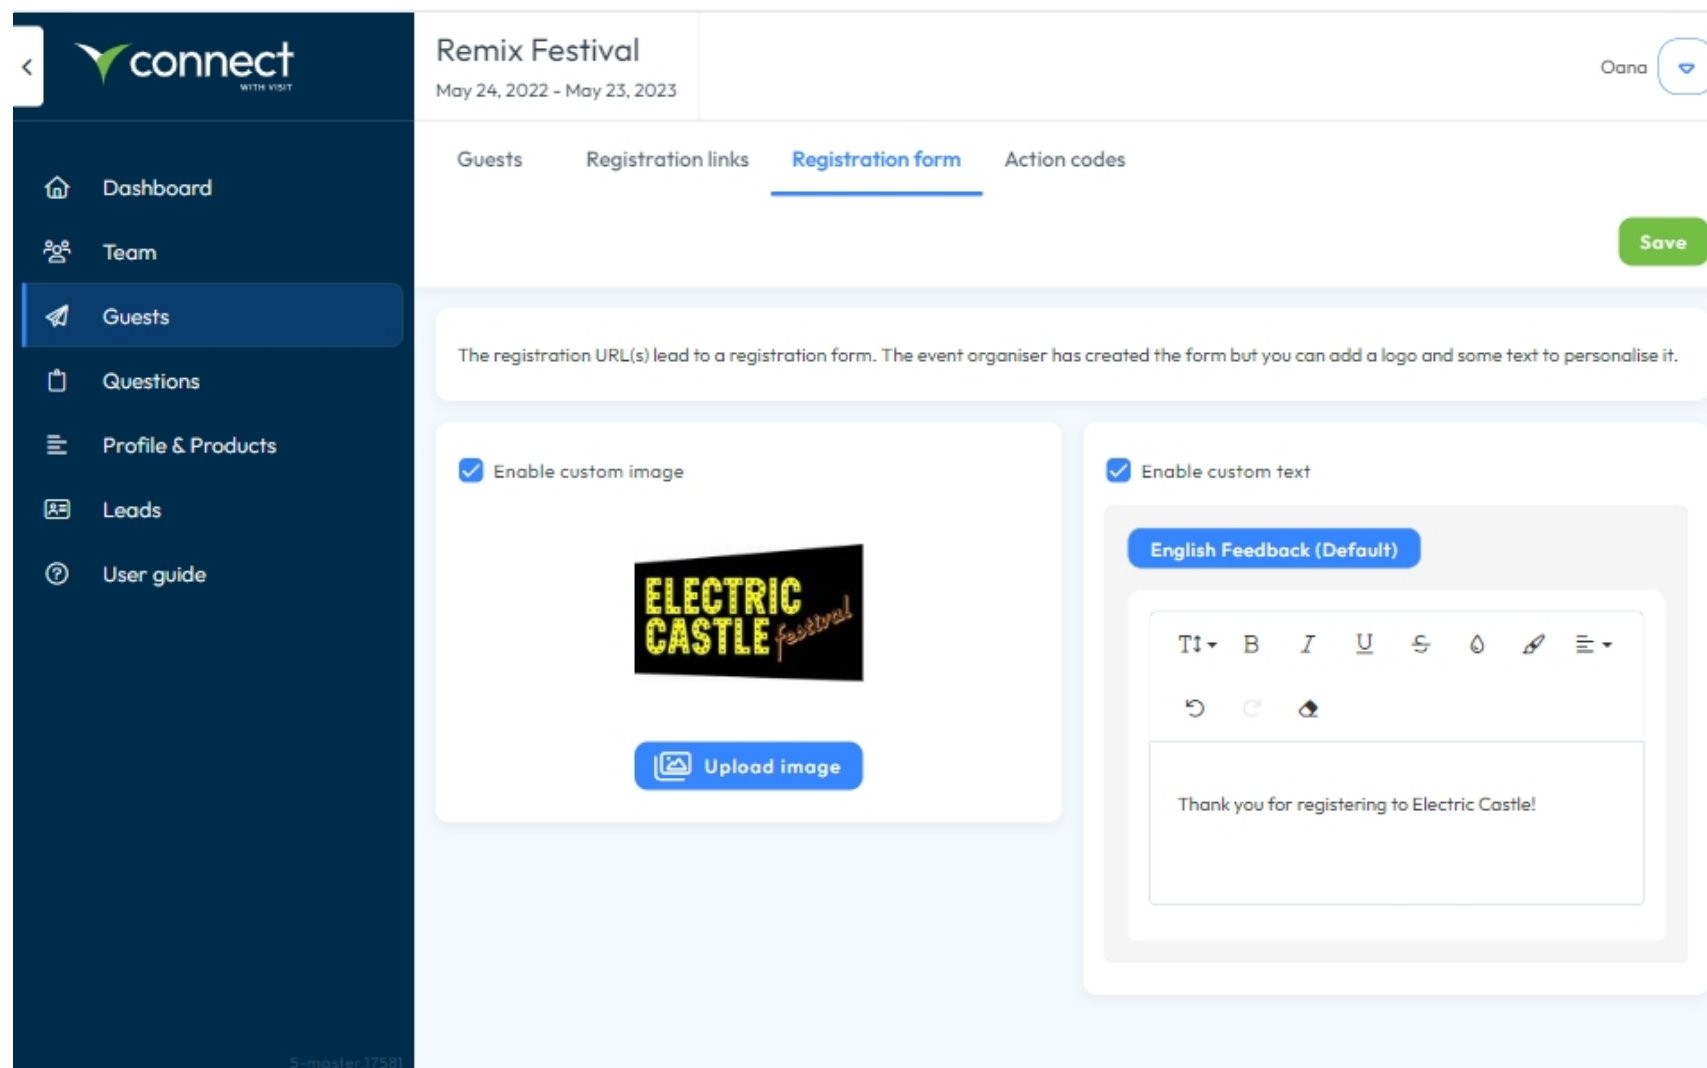 connect
WITH VISIT
Remix Festival
May 24, 2022 - May 23, 2023
Oana
Dashboard
Team
Guests
Questions
Profile & Products
Leads
User guide
5-master.17581
Guests Registration links Registration form Action codes
Save
The registration URL(s) lead to a registration form. The event organiser has created the form but you can add a logo and some text to personalise it.
Enable custom image
ELECTRIC
CASTLE festival
Upload image
Enable custom text
English Feedback (Default)
Thank you for registering to Electric Castle!